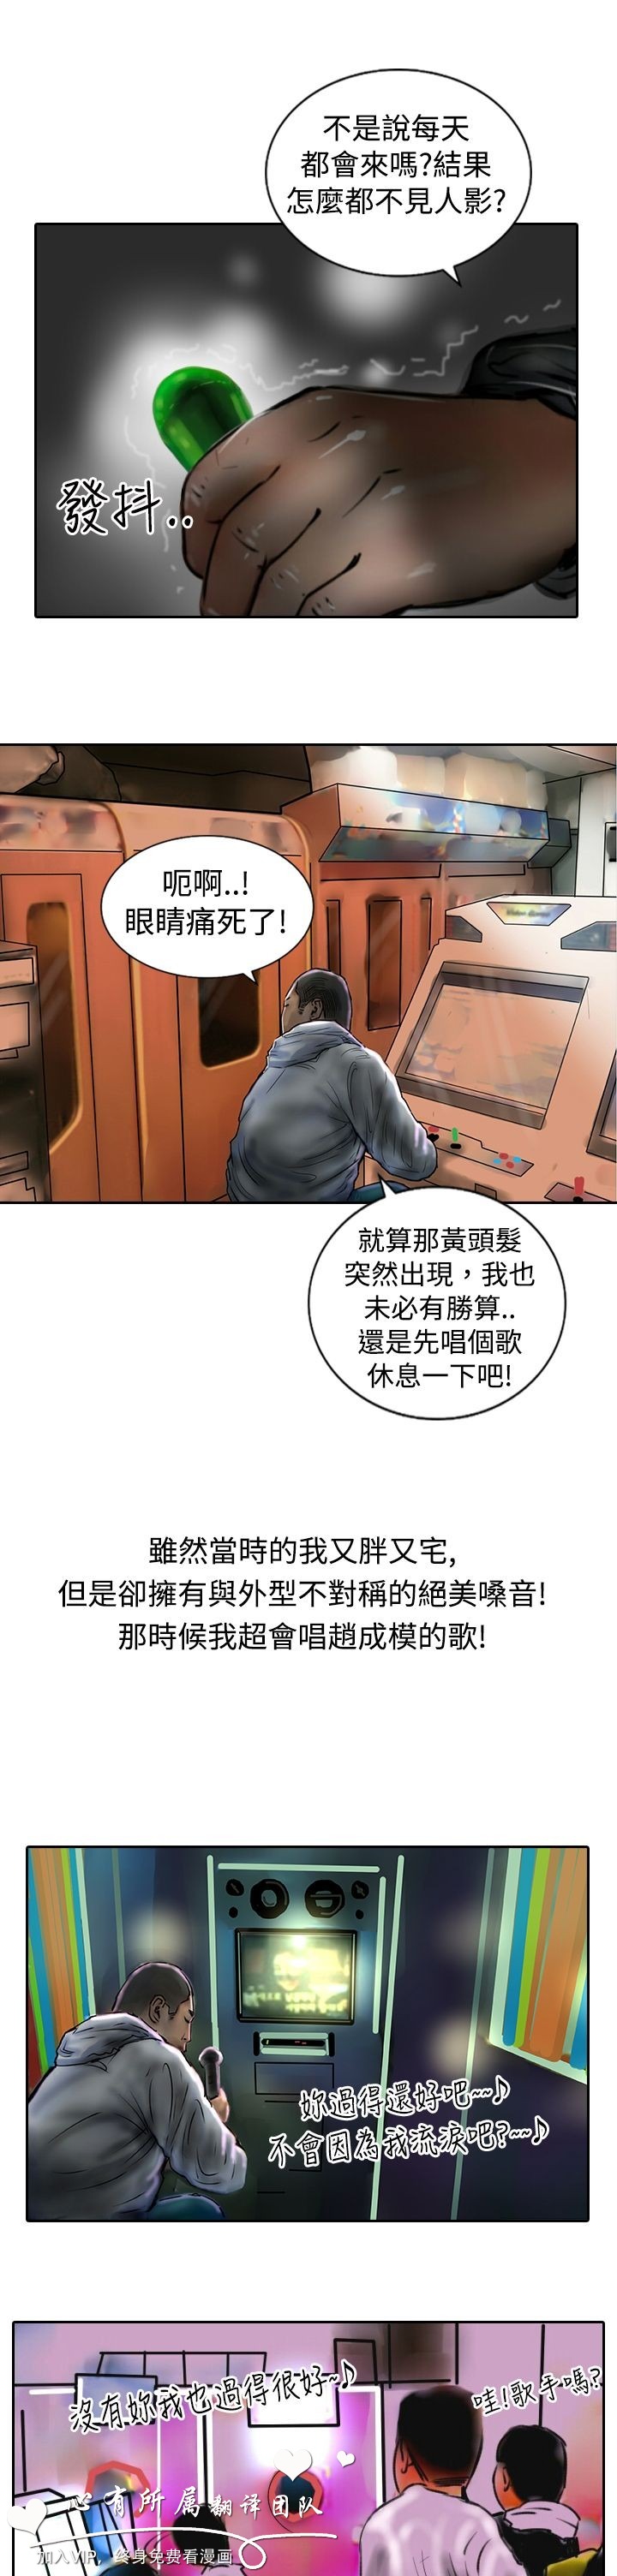 不是說每天
都會來嗎?結果
怎麼都不見人影?
發抖..
呃啊..!
眼睛痛死了!
Video Game
就算那黃頭髮
突然出現，我也
未必有勝算..
還是先唱個歌
休息一下吧!
雖然當時的我又胖又宅,
但是卻擁有與外型不對稱的絕美嗓音!
那時候我超會唱趙成模的歌!
妳過得還好吧~~♪
不會因為我流淚吧?~~♪
沒有妳我也過得很好~♪
哇!歌手嗎?
心有所属翻译团队
加入VIP，终身免费看漫画